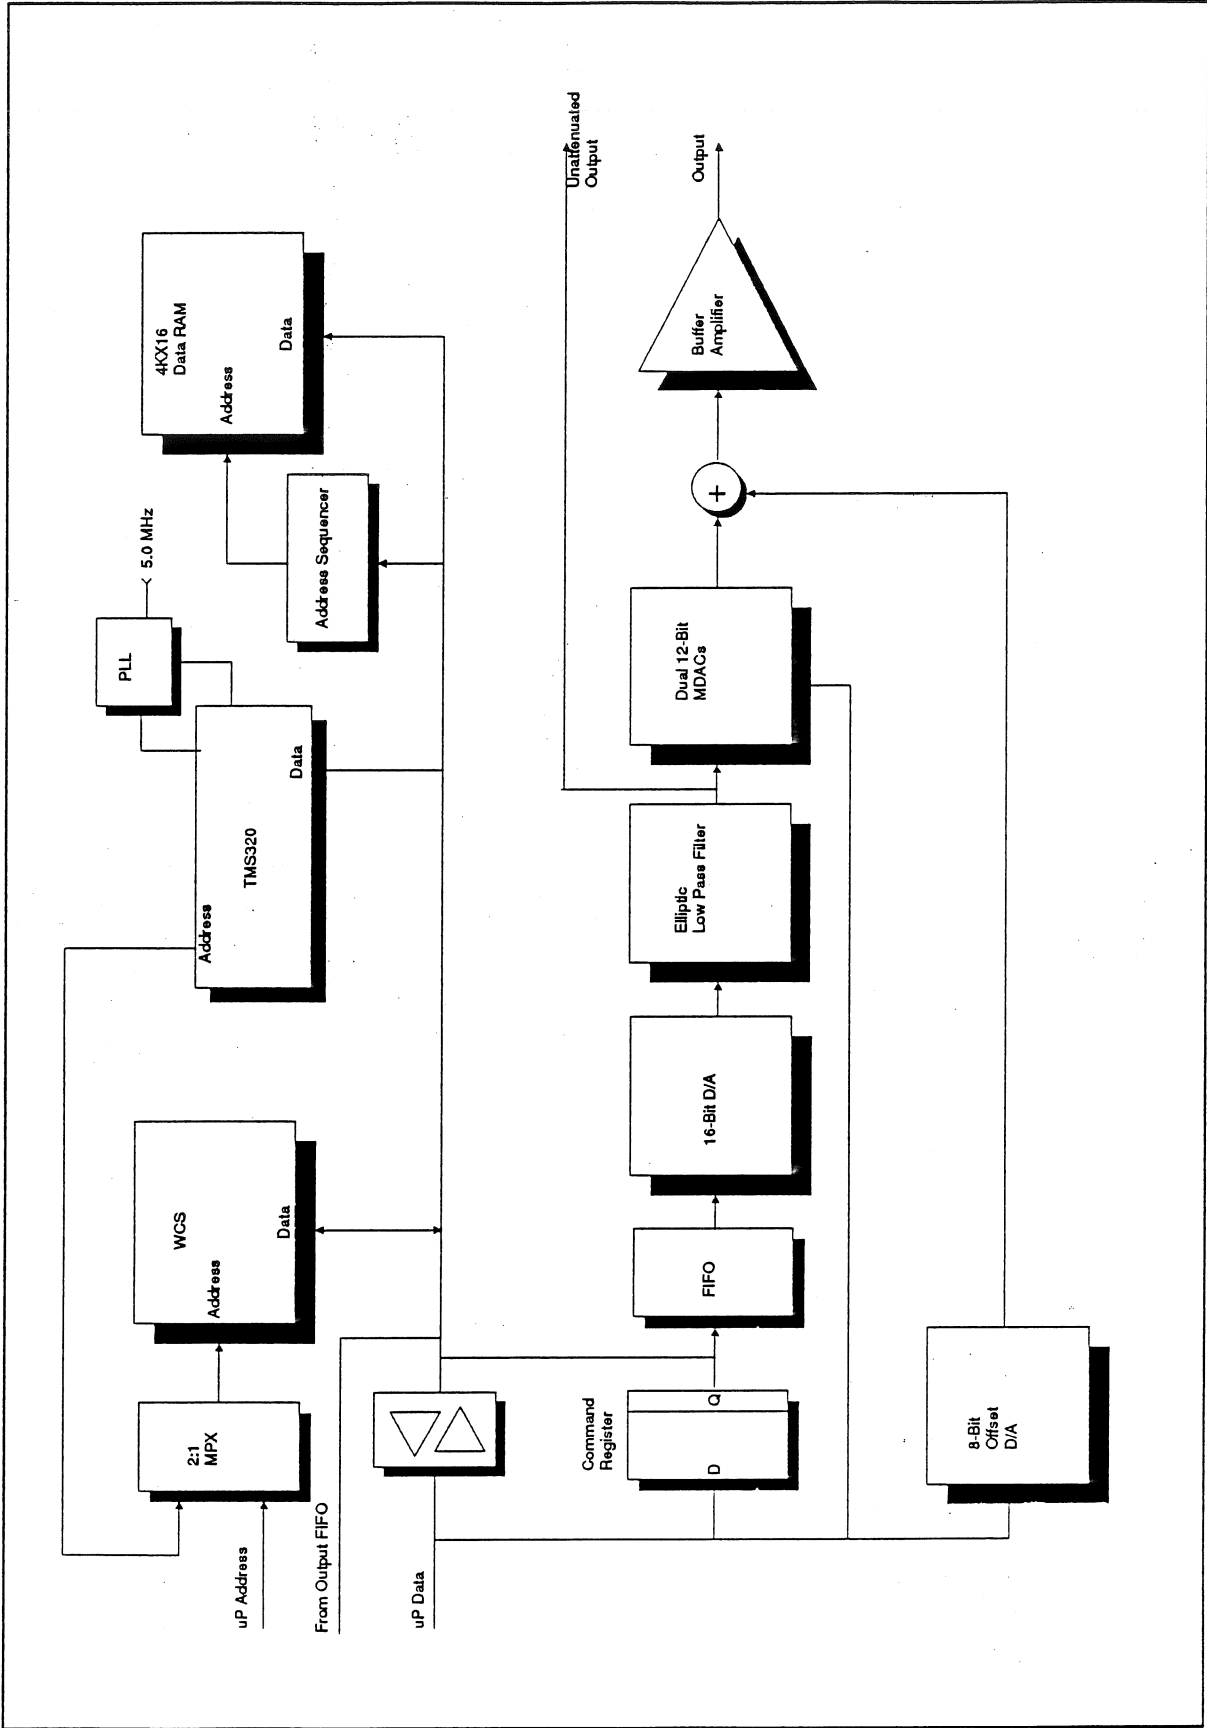 PLL
5.0 MHz
4KX16
Data RAM
Address
Data
2:1
MPX
WCS
Address
Data
Address
TMS320
Data
Address Sequencer
uP Address
From Output FIFO
uP Data
Unattenuated
Output
Command
Register
D
Q
FIFO
16-Bit D/A
Elliptic
Low Pass Filter
Dual 12-Bit
MDACs
+
Buffer
Amplifier
Output
8-Bit
Offset
D/A